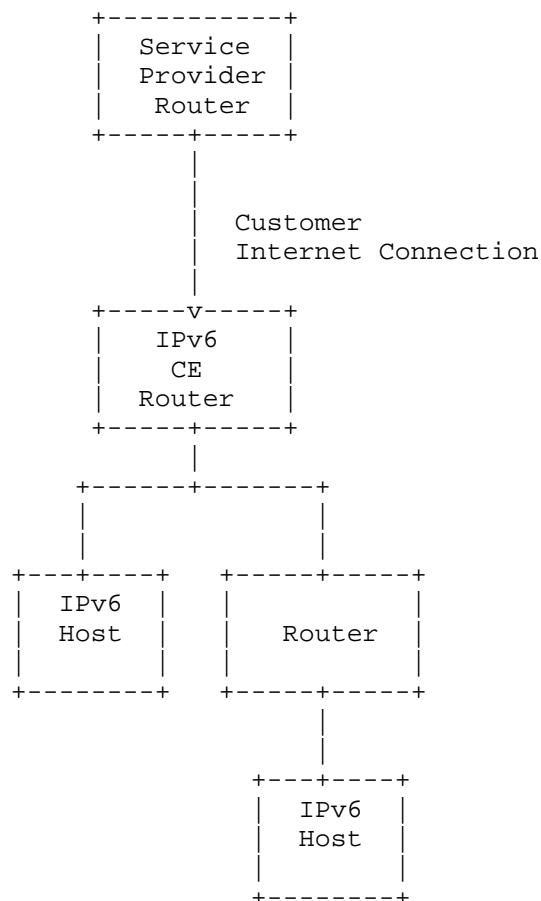 Service
Provider
Router
Customer
Internet Connection
IPv6
CE
Router
IPv6
Host
Router
IPv6
Host